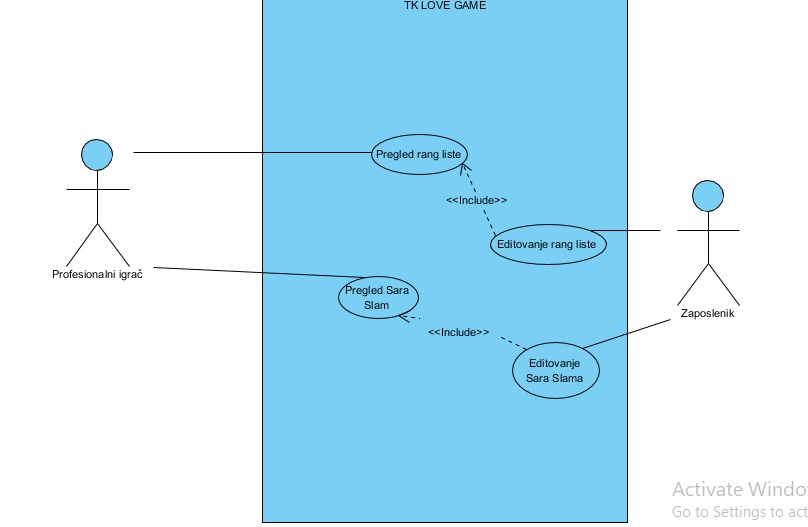 TK LOVE GAME
Pregled rang liste
<<Include>>
Editovanje rang liste
Profesionalni igrač
Pregled Sara
Slam
Zaposlenik
<<Include>>
Editovanje
Sara Slama
Activate Windo
Go to Settings to act